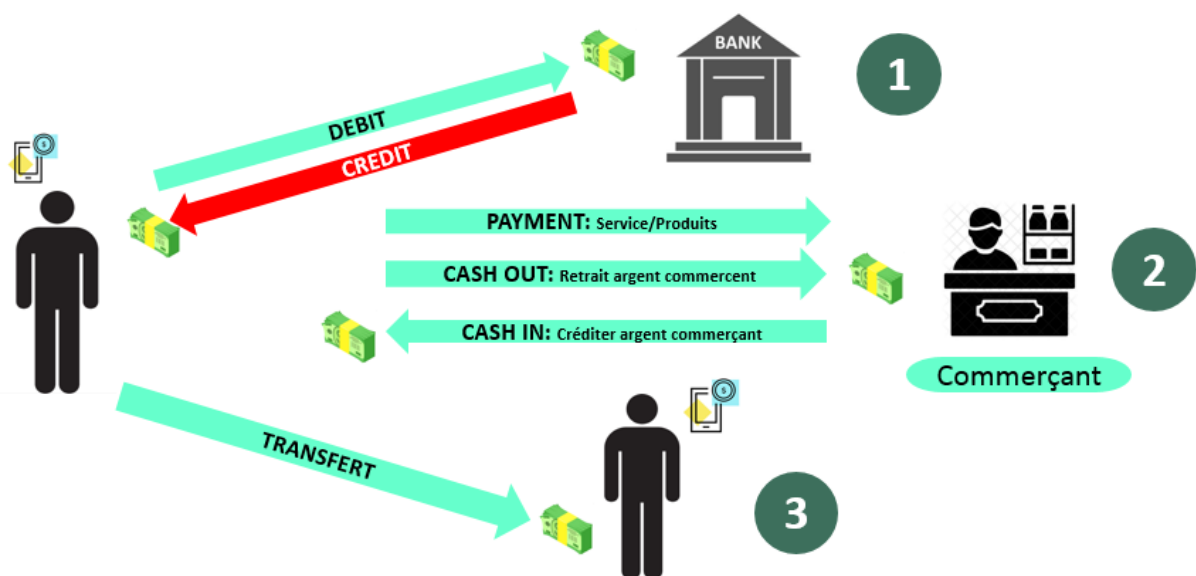 BANK
1
DEBIT
CREDIT
PAYMENT: Service/Produits
CASH OUT: Retrait argent commercent
2
CASH IN: Créditer argent commerçant
Commerçant
TRANSFERT
3